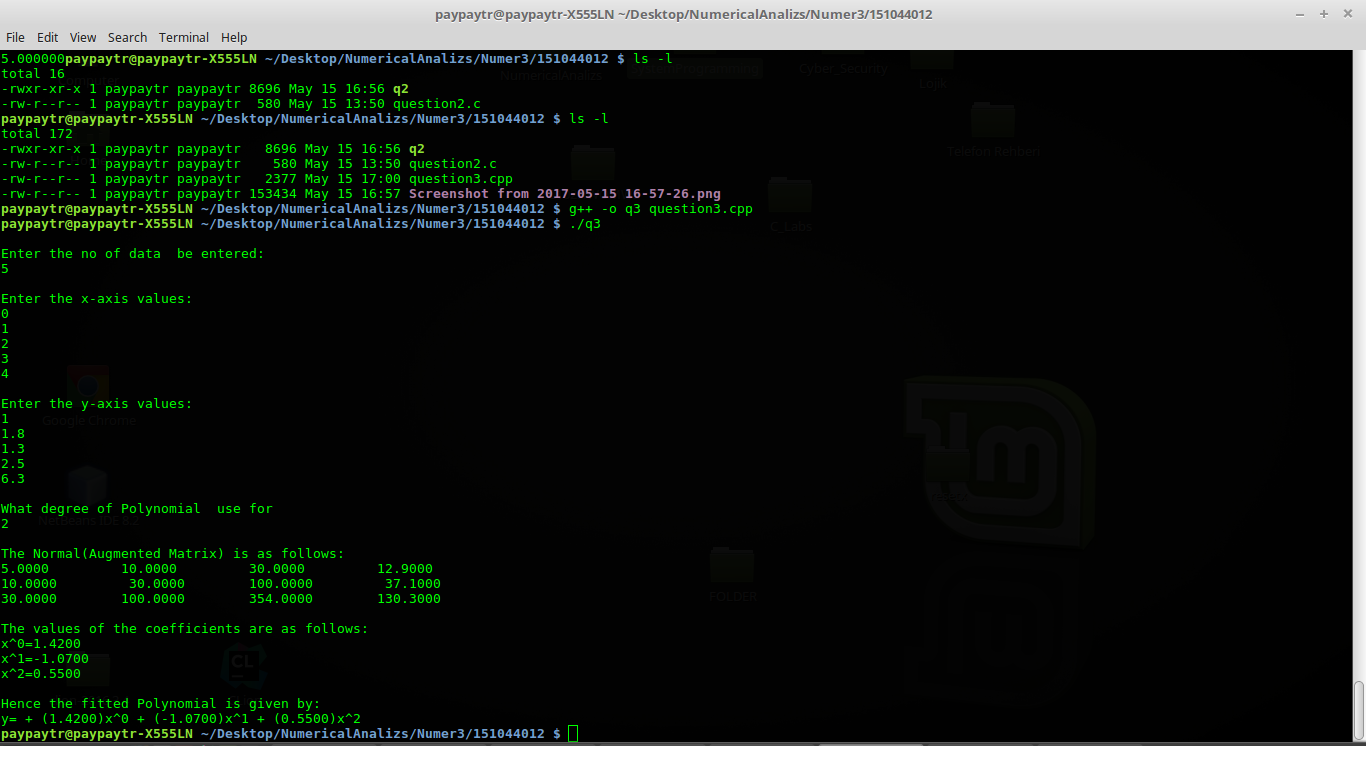 paypaytr@paypaytr-X555LN ~/Desktop/NumericalAnalizs/Numer3/151044012
File Edit View Search Terminal Help
5.000000paypaytr@paypaytr-X555LN ~/Desktop/NumericalAnalizs/Numer3/151044012 $ ls -l
total 16
-rwxr-xr-x 1 paypaytr paypaytr 8696 May 15 16:56 q2
-rw-r--r-- 1 paypaytr paypaytr  580 May 15 13:50 question2.c
paypaytr@paypaytr-X555LN ~/Desktop/NumericalAnalizs/Numer3/151044012 $ ls -l
total 172
-rwxr-xr-x 1 paypaytr paypaytr   8696 May 15 16:56 q2
-rw-r--r-- 1 paypaytr paypaytr    580 May 15 13:50 question2.c
-rw-r--r-- 1 paypaytr paypaytr   2377 May 15 17:00 question3.cpp
-rw-r--r-- 1 paypaytr paypaytr 153434 May 15 16:57 Screenshot from 2017-05-15 16-57-26.png
paypaytr@paypaytr-X555LN ~/Desktop/NumericalAnalizs/Numer3/151044012 $ g++ -o q3 question3.cpp
paypaytr@paypaytr-X555LN ~/Desktop/NumericalAnalizs/Numer3/151044012 $ ./q3
Enter the no of data  be entered:
5
Enter the x-axis values:
0
1
2
3
4
Enter the y-axis values:
1
1.8
1.3
2.5
6.3
What degree of Polynomial  use for
2
The Normal(Augmented Matrix) is as follows:
5.0000         10.0000         30.0000        12.9000
10.0000         30.0000        100.0000         37.1000
30.0000        100.0000        354.0000        130.3000
The values of the coefficients are as follows:
x^0=1.4200
x^1=-1.0700
x^2=0.5500
Hence the fitted Polynomial is given by:
y= + (1.4200)x^0 + (-1.0700)x^1 + (0.5500)x^2
paypaytr@paypaytr-X555LN ~/Desktop/NumericalAnalizs/Numer3/151044012 $
NumericalAnalizs
Cyber_Security
Lojik
Telefon Rehberi
C_Labs
Google Chrome
FOLDER
CL